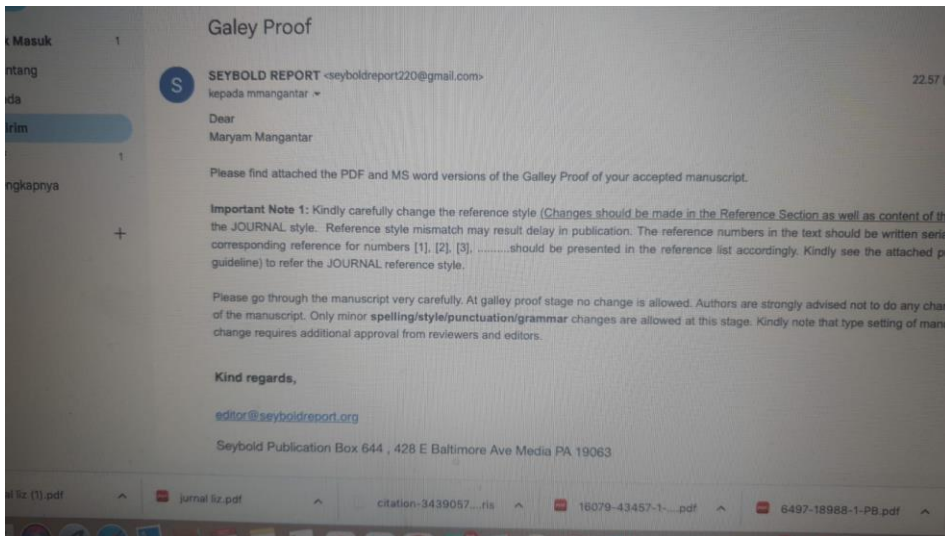 Galey Proof
Masuk 1
SEYBOLD REPORT <seyboldreport220@gmail.com>
22.57
ntang
S
kepada mmangantar
Dear
Maryam Mangantar
1
Please find attached the PDF and MS word versions of the Galley Proof of your accepted manuscript.
ngkapnya
Important Note 1: Kindly carefully change the reference style (Changes should be made in the Reference Section as well as content of
the JOURNAL style. Reference style mismatch may result delay in publication. The reference numbers in the text should be written
+
corresponding reference for numbers [1], [2], [3], ..........should be presented in the reference list accordingly. Kindly see the attached
guideline) to refer the JOURNAL reference style.
Please go through the manuscript very carefully. At galley proof stage no change is allowed. Authors are strongly advised not to do any
of the manuscript. Only minor spelling/style/punctuation/grammar changes are allowed at this stage. Kindly note that type setting of
change requires additional approval from reviewers and editors.
Kind regards,
editor@seyboldreport.org
Seybold Publication Box 644 , 428 E Baltimore Ave Media PA 19063
liz (1).pdf
jurnal liz.pdf
citation-3439057....ris
16079-43457-1-....pdf
6497-18988-1-PB.pdf